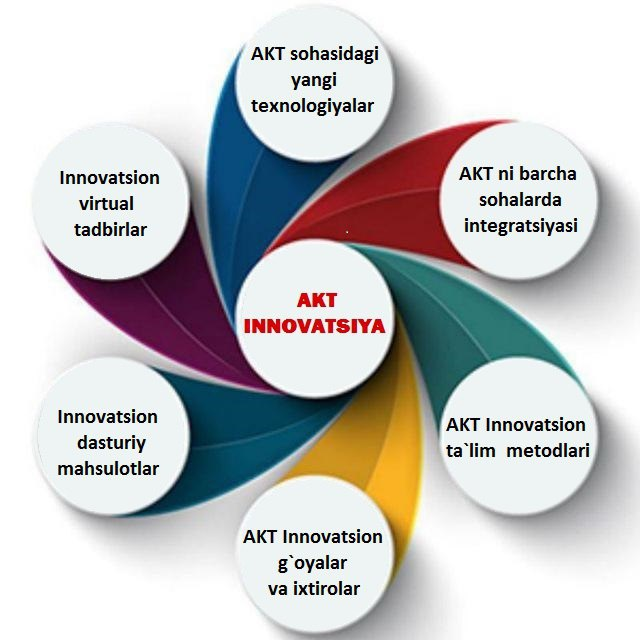 AKT sohasidagi
yangi
texnologiyalar
AKT ni barcha
sohalarda
integratsiyasi
AKT Innovatsion
ta`lim metodlari
AKT Innovatsion
g`oyalar
va ixtirolar
Innovatsion
dasturiy
mahsulotlar
Innovatsion
virtual
tadbirlar
AKT
INNOVATSIYA